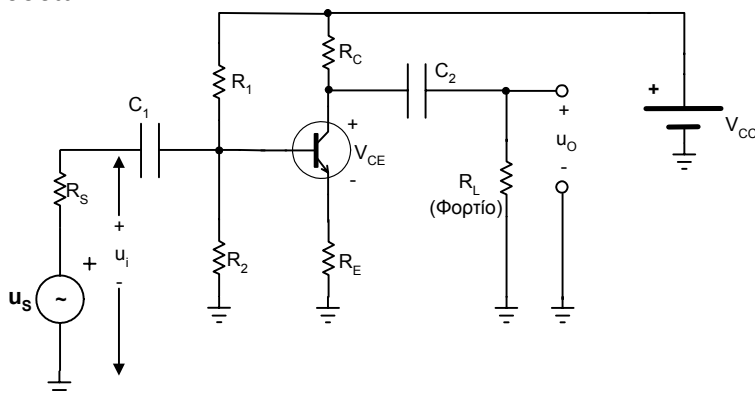 R_C
R_1
C_2
C_1
+
+
V_CE
-
+
u_O
-
V_CC
R_S
+
u_i
-
R_L
(Φορτίο)
R_2
R_E
+
u_S
~